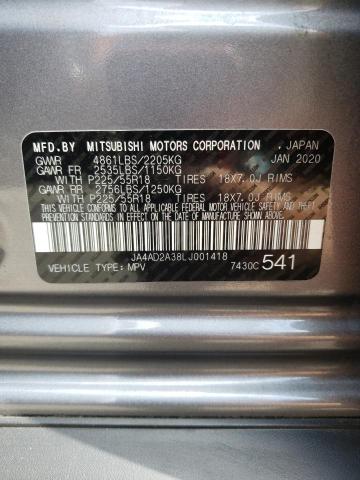 MFD.BY MITSUBISHI MOTORS CORPORATION , JAPAN
GVWR 4861LBS/2205KG JAN 2020
GAWR FR 2535LBS/1150KG
WITH P225/55R18 TIRES 18X7.0J RIMS
GAWR RR 2756LBS/1250KG
WITH P225/55R18 TIRES 18X7.0J RIMS
THIS VEHICLE CONFORMS TO ALL APPLICABLE
FEDERAL MOTOR VEHICLE SAFETY, BUMPER, AND THEFT
PREVENTION STANDARDS IN EFFECT ON THE DATE OF
MANUFACTURE SHOWN ABOVE.
JA4AD2A38LJ001418
VEHICLE TYPE: MPV 7430C 541